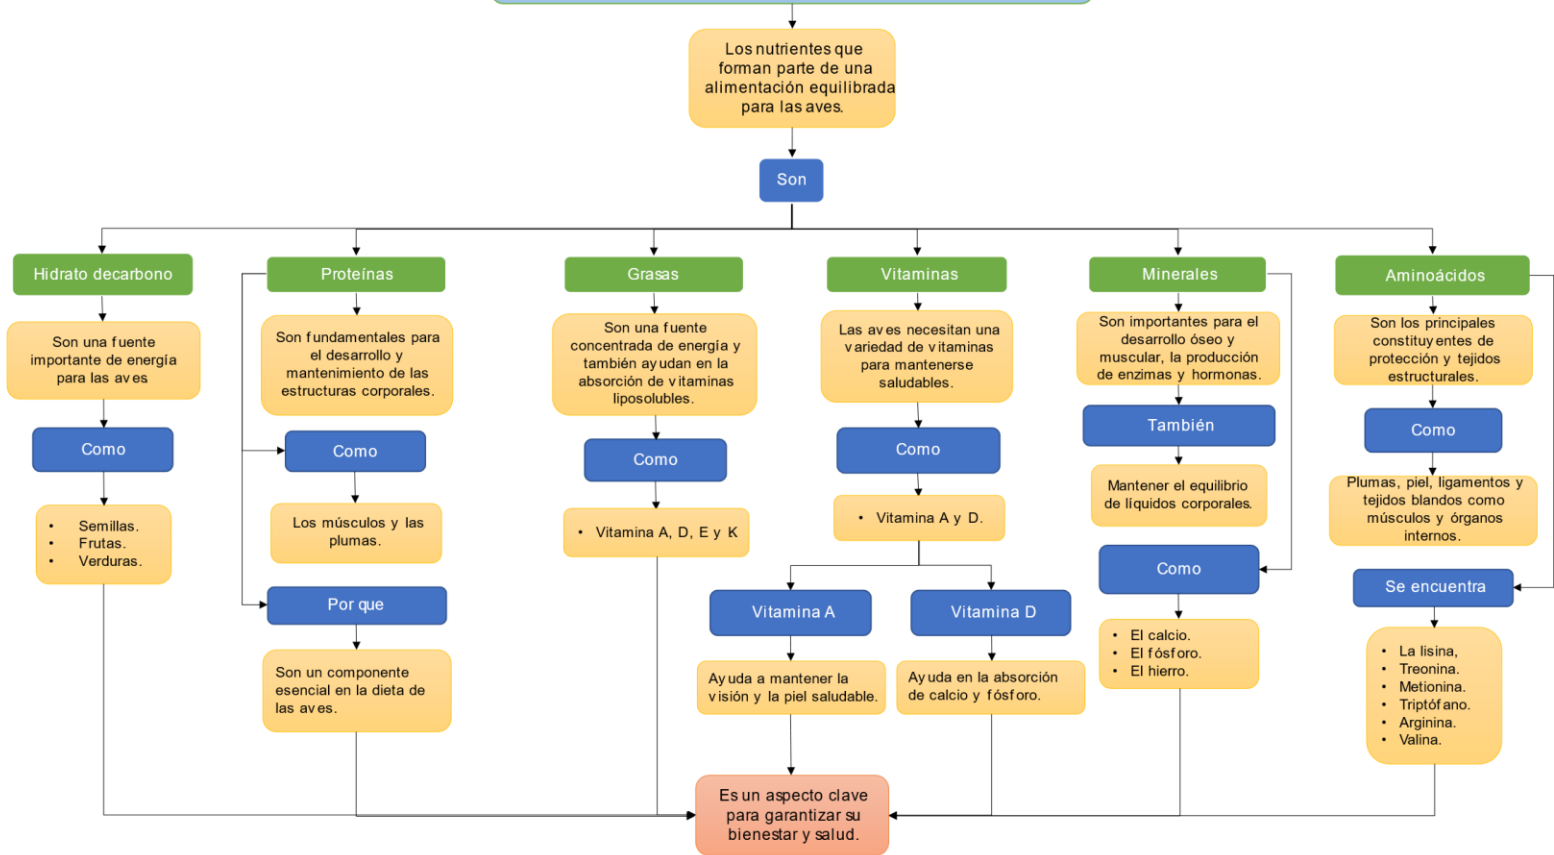 Los nutrientes que
forman parte de una
alimentación equilibrada
para las aves.
Son
Hidrato decarbono
Son una fuente
importante de energía
para las aves
Como
• Semillas.
• Frutas.
• Verduras.
Proteínas
Son fundamentales para
el desarrollo y
mantenimiento de las
estructuras corporales.
Como
Los músculos y las
plumas.
Por que
Son un componente
esencial en la dieta de
las aves.
Grasas
Son una fuente
concentrada de energía y
también ayudan en la
absorción de vitaminas
liposolubles.
Como
• Vitamina A, D, E y K
Vitaminas
Las aves necesitan una
variedad de vitaminas
para mantenerse
saludables.
Como
• Vitamina A y D.
Vitamina A
Ayuda a mantener la
visión y la piel saludable.
Vitamina D
Ayuda en la absorción
de calcio y fósforo.
Minerales
Son importantes para el
desarrollo óseo y
muscular, la producción
de enzimas y hormonas.
También
Mantener el equilibrio
de líquidos corporales.
Como
• El calcio.
• El fósforo.
• El hierro.
Aminoácidos
Son los principales
constituyentes de
protección y tejidos
estructurales.
Como
Plumas, piel, ligamentos y
tejidos blandos como
músculos y órganos
internos.
Se encuentra
• La lisina,
• Treonina.
• Metionina.
• Triptófano.
• Arginina.
• Valina.
Es un aspecto clave
para garantizar su
bienestar y salud.